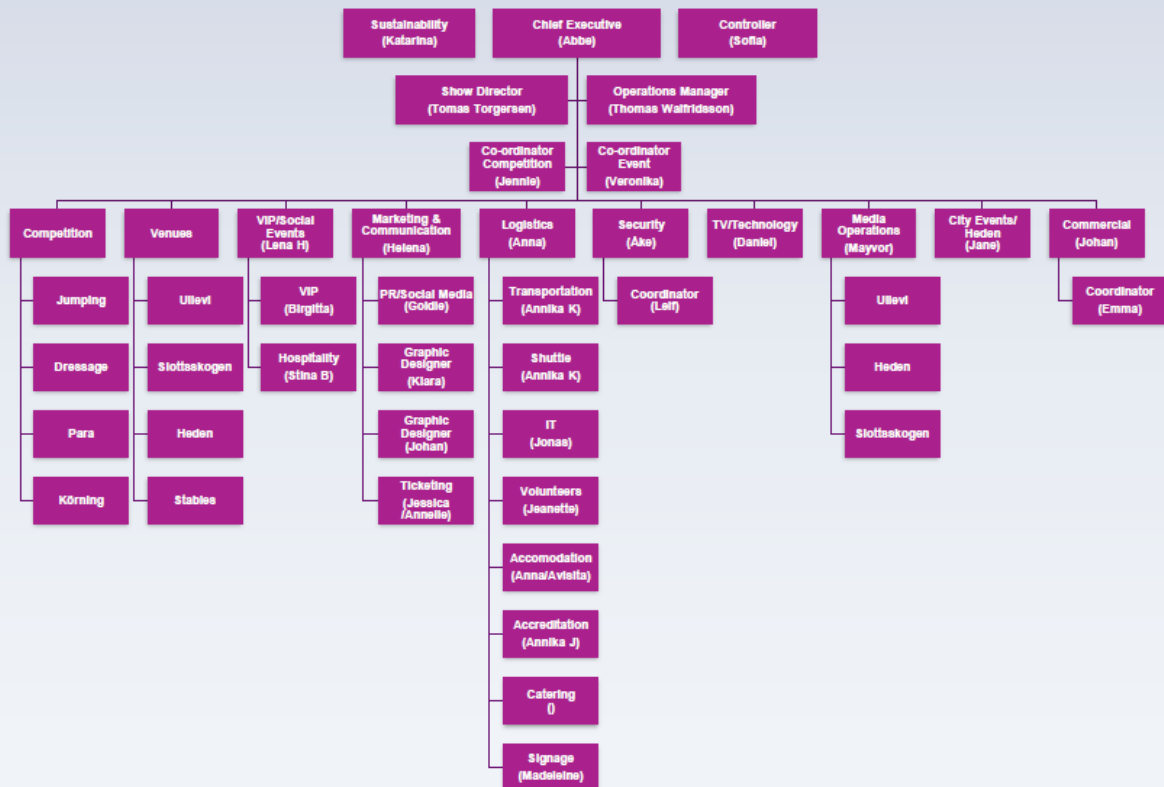 Sustainability
(Katarina)
Chief Executive
(Abbe)
Controller
(Sofia)
Show Director
(Tomas Torgersen)
Operations Manager
(Thomas Walfridsson)
Co-ordinator
Competition
(Jennie)
Co-ordinator
Event
(Veronika)
Competition
Venues
VIP/Social
Events
(Lena H)
Marketing &
Communication
(Helena)
Logistics
(Anna)
Security
(Åke)
TV/Technology
(Daniel)
Media
Operations
(Mayvor)
City Events/
Heden
(Jane)
Commercial
(Johan)
Jumping
Dressage
Para
Körning
Ullevi
Slottsskogen
Heden
Stables
VIP
(Birgitta)
Hospitality
(Stina B)
PR/Social Media
(Goldie)
Graphic
Designer
(Klara)
Graphic
Designer
(Johan)
Ticketing
(Jessica
/Annelie)
Transportation
(Annika K)
Shuttle
(Annika K)
IT
(Jonas)
Volunteers
(Jeanette)
Accomodation
(Anna/Avisita)
Accreditation
(Annika J)
Catering
()
Signage
(Madeleine)
Coordinator
(Leif)
Ullevi
Heden
Slottsskogen
Coordinator
(Emma)